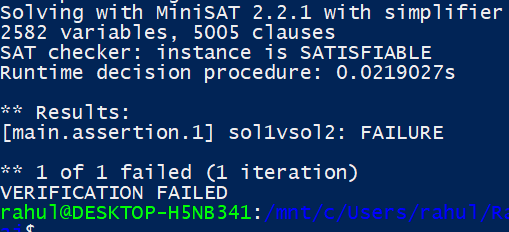 Solving with MiniSAT 2.2.1 with simplifier
2582 variables, 5005 clauses
SAT checker: instance is SATISFIABLE
Runtime decision procedure: 0.0219027s
** Results:
[main.assertion.1] sol1vsol2: FAILURE
** 1 of 1 failed (1 iteration)
VERIFICATION FAILED
rahul@DESKTOP-H5NB341:/mnt/c/Users/rahul/Ra
$